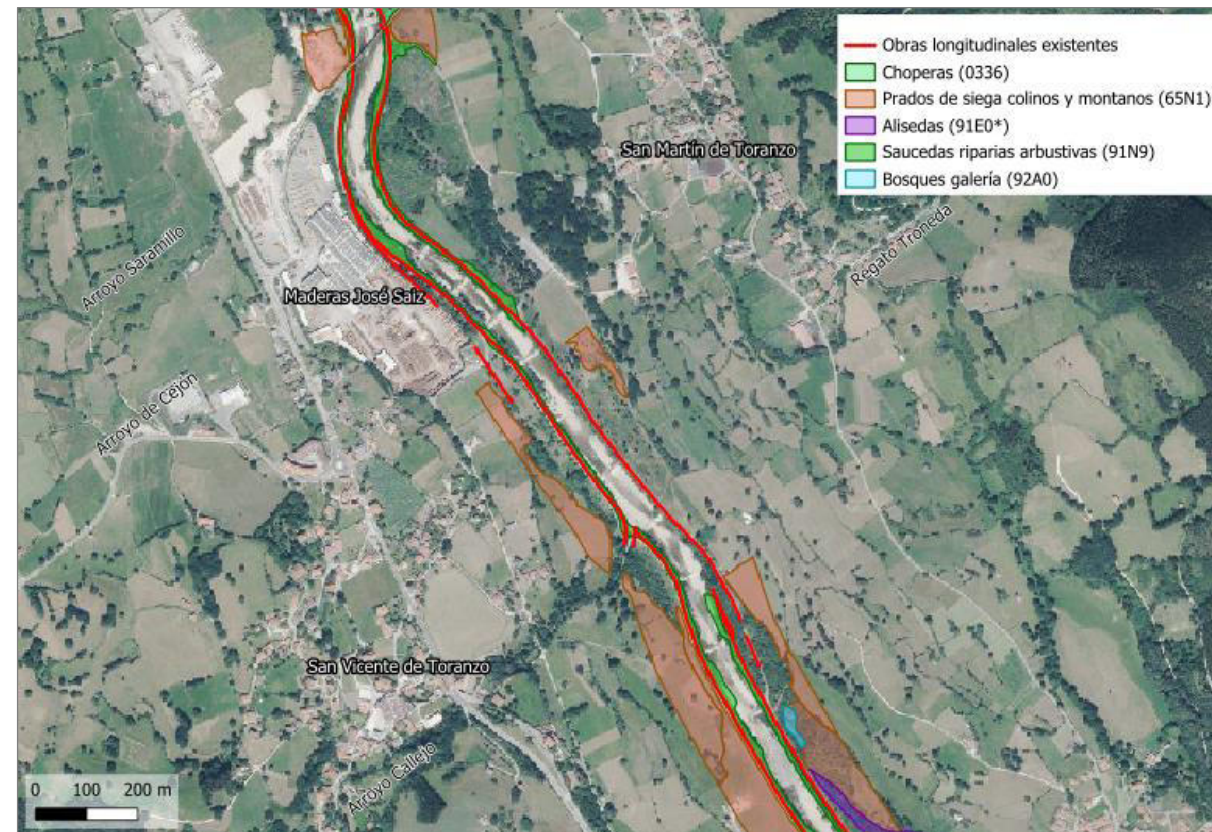 Obras longitudinales existentes
Choperas (0336)
Prados de siega colinos y montanos (65N1)
Alisedas (91E0*)
Saucedas riparias arbustivas (91N9)
Bosques galería (92A0)
San Martín de Toranzo
Regato Troneda
Arroyo Saramillo
Maderas José Saiz
Arroyo de Cejón
San Vicente de Toranzo
Arroyo Callejo
0 100 200 m